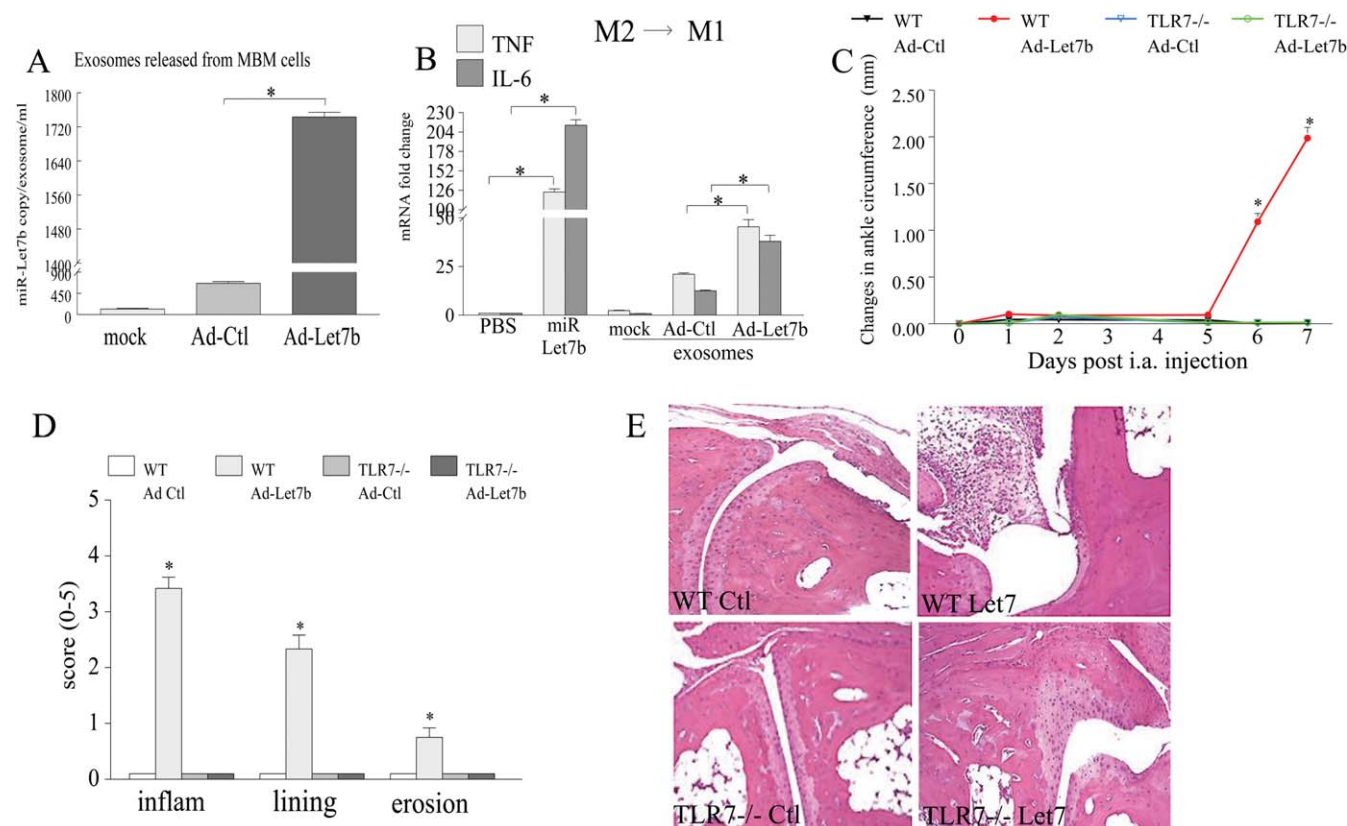 A
Exosomes released from MBM cells
miR-Let7b copy/exosome/ml
1800
1720
1640
1560
1480
1400
900
450
0
*
mock
Ad-Ctl
Ad-Let7b
B
TNF
IL-6
M2 → M1
mRNA fold change
230
204
178
152
126
100
50
25
0
*
*
*
*
PBS
miR
Let7b
mock
Ad-Ctl
Ad-Let7b
exosomes
C
WT
Ad-Ctl
WT
Ad-Let7b
TLR7-/-
Ad-Ctl
TLR7-/-
Ad-Let7b
Changes in ankle circumference (mm)
2.50
2.00
1.50
1.00
0.50
0.00
*
*
0 1 2 3 4 5 6 7
Days post i.a. injection
D
WT
Ad Ctl
WT
Ad-Let7b
TLR7-/-
Ad-Ctl
TLR7-/-
Ad-Let7b
score (0-5)
5
4
3
2
1
0
*
*
*
inflam
lining
erosion
E
WT Ctl
WT Let7
TLR7-/- Ctl
TLR7-/- Let7